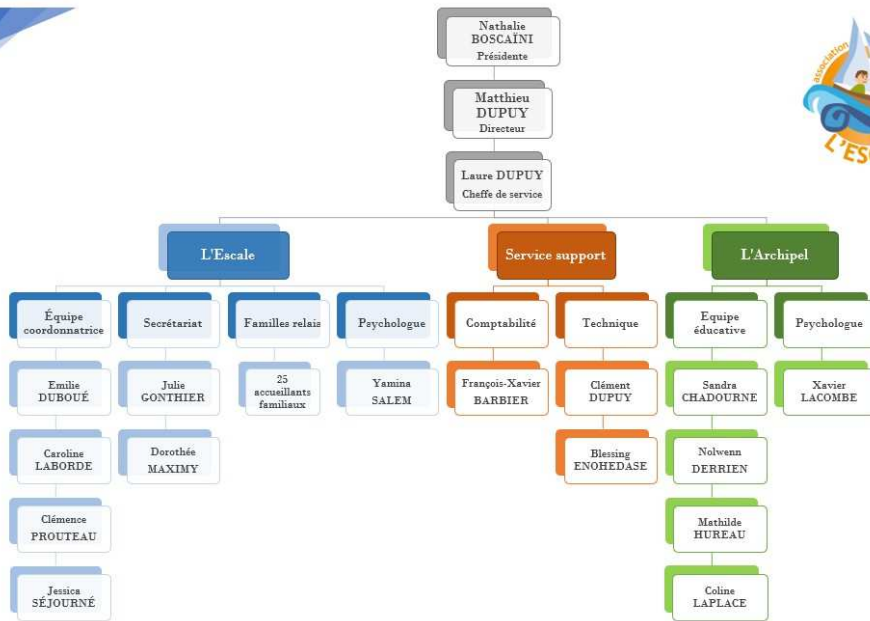 Nathalie
BOSCAÏNI
Présidente
association
L'ES
Matthieu
DUPUY
Directeur
Laure DUPUY
Cheffe de service
L'Escale
Service support
L'Archipel
Équipe
coordonnatrice
Secrétariat
Familles relais
Psychologue
Comptabilité
Technique
Equipe
éducative
Psychologue
Emilie
DUBOUÉ
Julie
GONTHIER
25
accueillants
familiaux
Yamina
SALEM
François-Xavier
BARBIER
Clément
DUPUY
Sandra
CHADOURNE
Xavier
LACOMBE
Caroline
LABORDE
Dorothée
MAXIMY
Blessing
ENOHEDASE
Nolwenn
DERRIEN
Clémence
PROUTEAU
Mathilde
HUREAU
Jessica
SÉJOURNÉ
Coline
LAPLACE